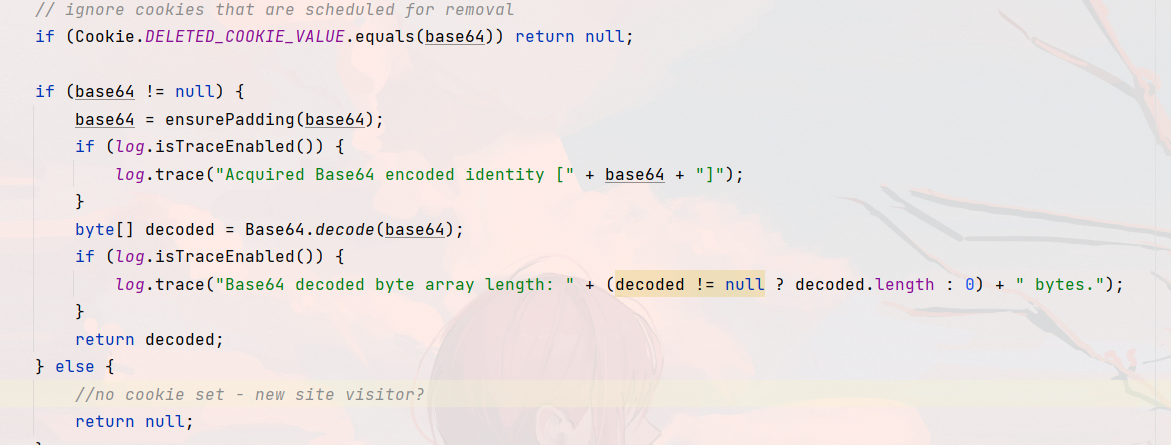 // ignore cookies that are scheduled for removal
if (Cookie.DELETED_COOKIE_VALUE.equals(base64)) return null;
if (base64 != null) {
base64 = ensurePadding(base64);
if (log.isTraceEnabled()) {
log.trace("Acquired Base64 encoded identity [" + base64 + "]");
}
byte[] decoded = Base64.decode(base64);
if (log.isTraceEnabled()) {
log.trace("Base64 decoded byte array length: " + (decoded != null ? decoded.length : 0) + " bytes.");
}
return decoded;
} else {
//no cookie set - new site visitor?
return null;